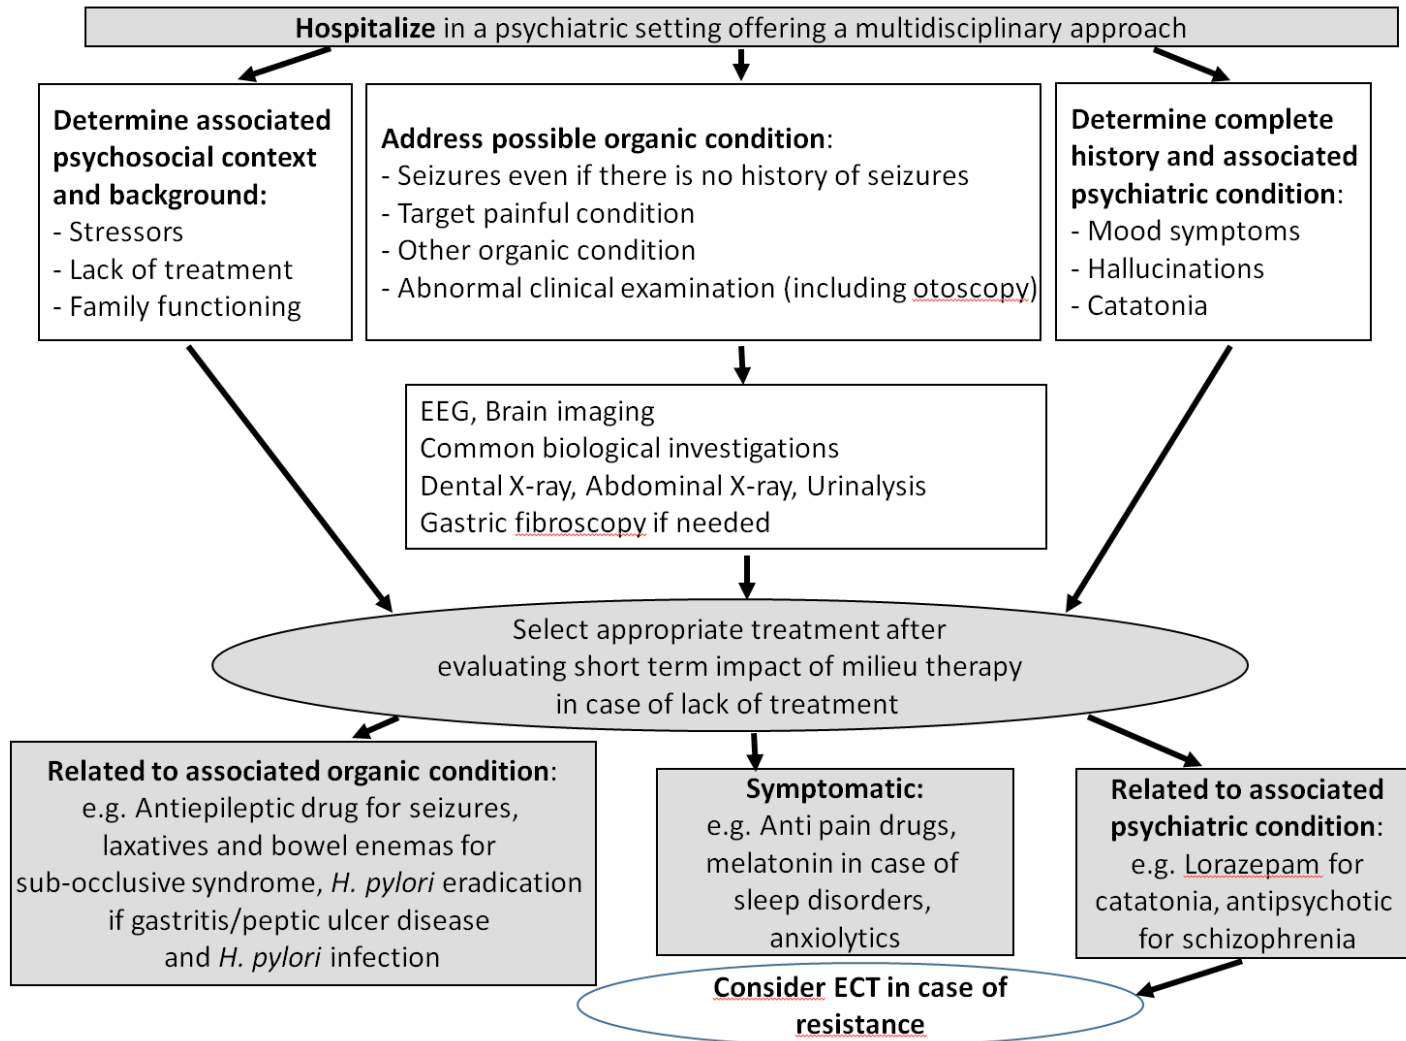 Hospitalize in a psychiatric setting offering a multidisciplinary approach
Determine associated
psychosocial context
and background:
- Stressors
- Lack of treatment
- Family functioning
Address possible organic condition:
- Seizures even if there is no history of seizures
- Target painful condition
- Other organic condition
- Abnormal clinical examination (including otoscopy)
Determine complete
history and associated
psychiatric condition:
- Mood symptoms
- Hallucinations
- Catatonia
EEG, Brain imaging
Common biological investigations
Dental X-ray, Abdominal X-ray, Urinalysis
Gastric fibroscopy if needed
Select appropriate treatment after
evaluating short term impact of milieu therapy
in case of lack of treatment
Related to associated organic condition:
e.g. Antiepileptic drug for seizures,
laxatives and bowel enemas for
sub-occlusive syndrome, H. pylori eradication
if gastritis/peptic ulcer disease
and H. pylori infection
Symptomatic:
e.g. Anti pain drugs,
melatonin in case of
sleep disorders,
anxiolytics
Related to associated
psychiatric condition:
e.g. Lorazepam for
catatonia, antipsychotic
for schizophrenia
Consider ECT in case of
resistance